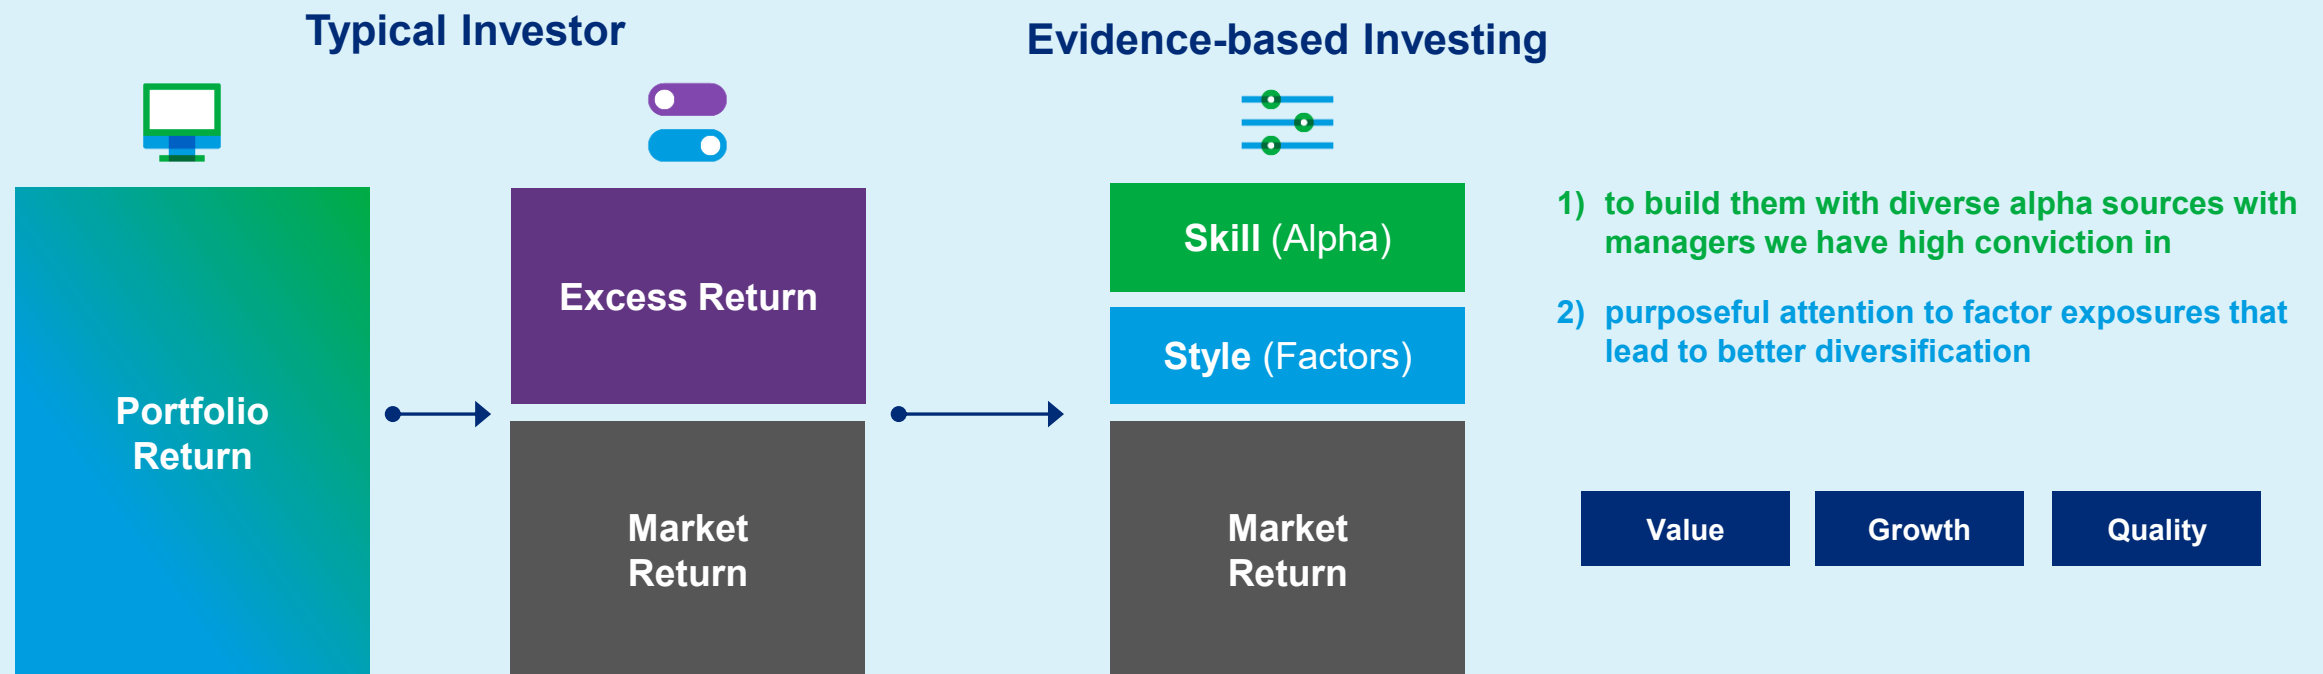 Typical Investor
Evidence-based Investing
Portfolio
Return
Excess Return
Market
Return
Skill (Alpha)
Style (Factors)
Market
Return
1) to build them with diverse alpha sources with
managers we have high conviction in
2) purposeful attention to factor exposures that
lead to better diversification
Value
Growth
Quality